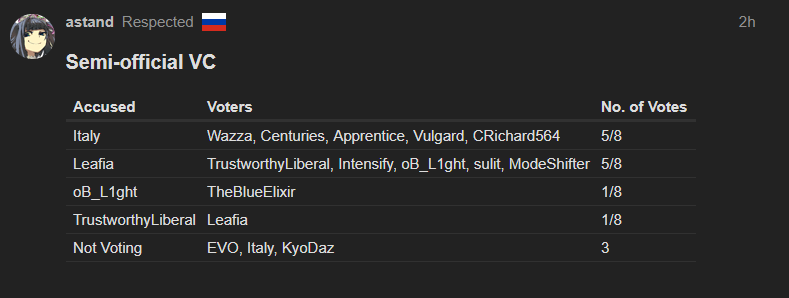 astand Respected 2h
Semi-official VC
Accused Voters No. of Votes
Italy Wazza, Centuries, Apprentice, Vulgard, CRichard564 5/8
Leafia TrustworthyLiberal, Intensify, oB_L1ght, sulit, ModeShifter 5/8
oB_L1ght TheBlueElixir 1/8
TrustworthyLiberal Leafia 1/8
Not Voting EVO, Italy, KyoDaz 3